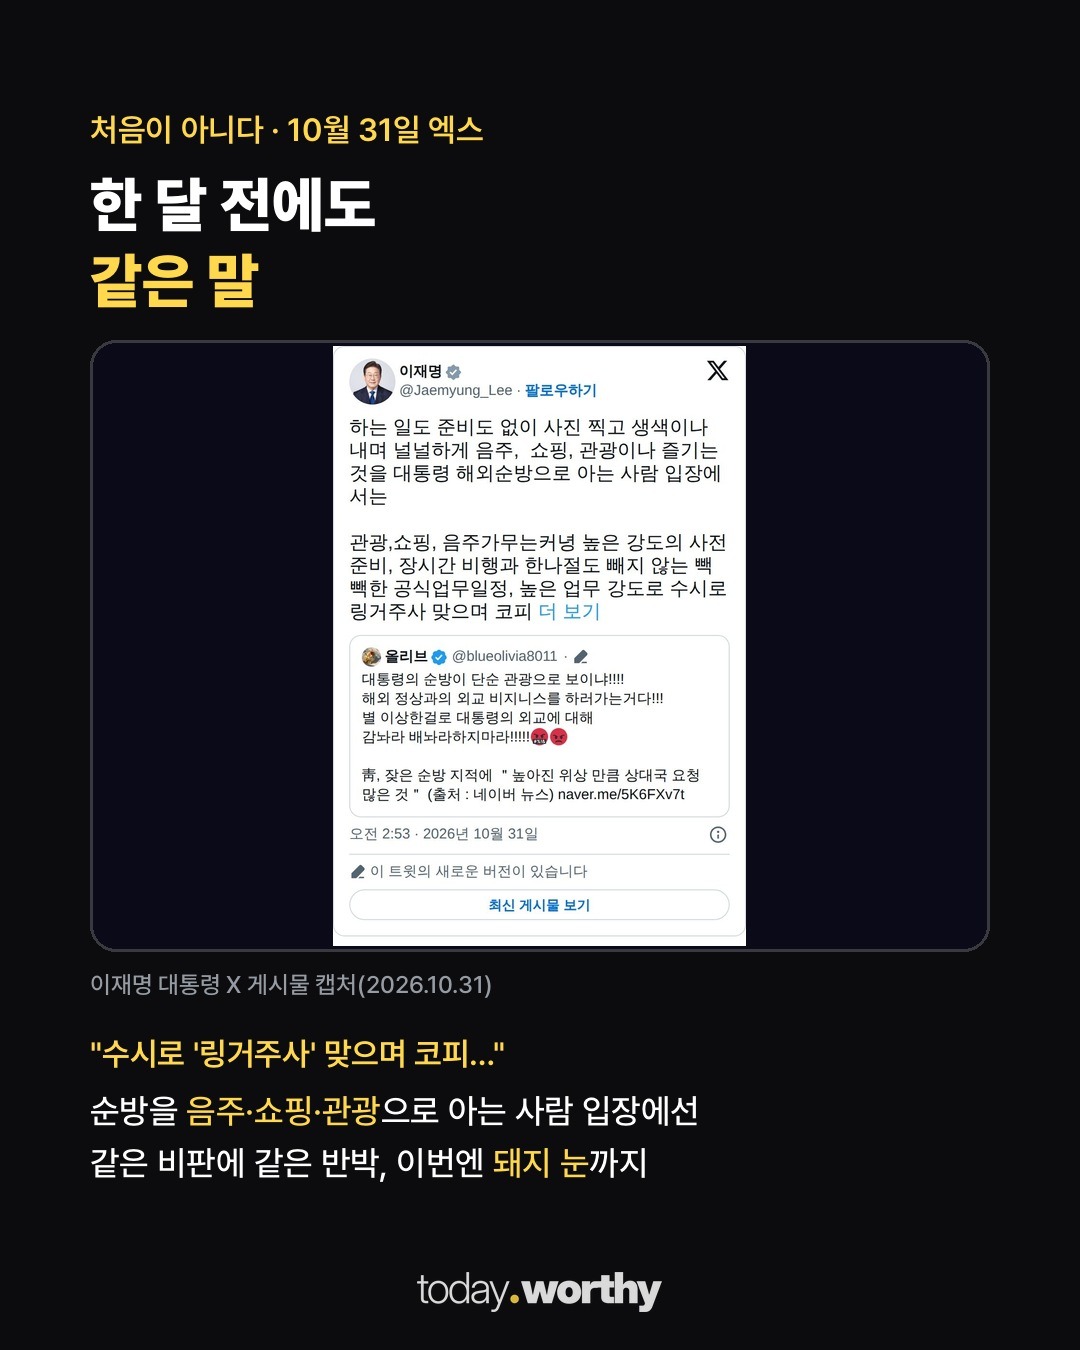 처음이 아니다 · 10월 31일 엑스
한 달 전에도
같은 말
이재명
@Jaemyung_Lee · 팔로우하기
하는 일도 준비도 없이 사진 찍고 생색이나
내며 널널하게 음주, 쇼핑, 관광이나 즐기는
것을 대통령 해외순방으로 아는 사람 입장에
서는
관광,쇼핑, 음주가무는커녕 높은 강도의 사전
준비, 장시간 비행과 한나절도 빼지 않는 빽
빽한 공식업무일정, 높은 업무 강도로 수시로
링거주사 맞으며 코피 더 보기
올리브 @blueolivia8011 ·
대통령의 순방이 단순 관광으로 보이냐!!!!
해외 정상과의 외교 비지니스를 하러가는거다!!!
별 이상한걸로 대통령의 외교에 대해
감놔라 배놔라하지마라!!!!!🤬😡
靑, 잦은 순방 지적에 "높아진 위상 만큼 상대국 요청
많은 것" (출처 : 네이버 뉴스) naver.me/5K6FXv7t
오전 2:53 · 2026년 10월 31일
이 트윗의 새로운 버전이 있습니다
최신 게시물 보기
이재명 대통령 X 게시물 캡처(2026.10.31)
"수시로 '링거주사' 맞으며 코피..."
순방을 음주·쇼핑·관광으로 아는 사람 입장에선
같은 비판에 같은 반박, 이번엔 돼지 눈까지
today.worthy